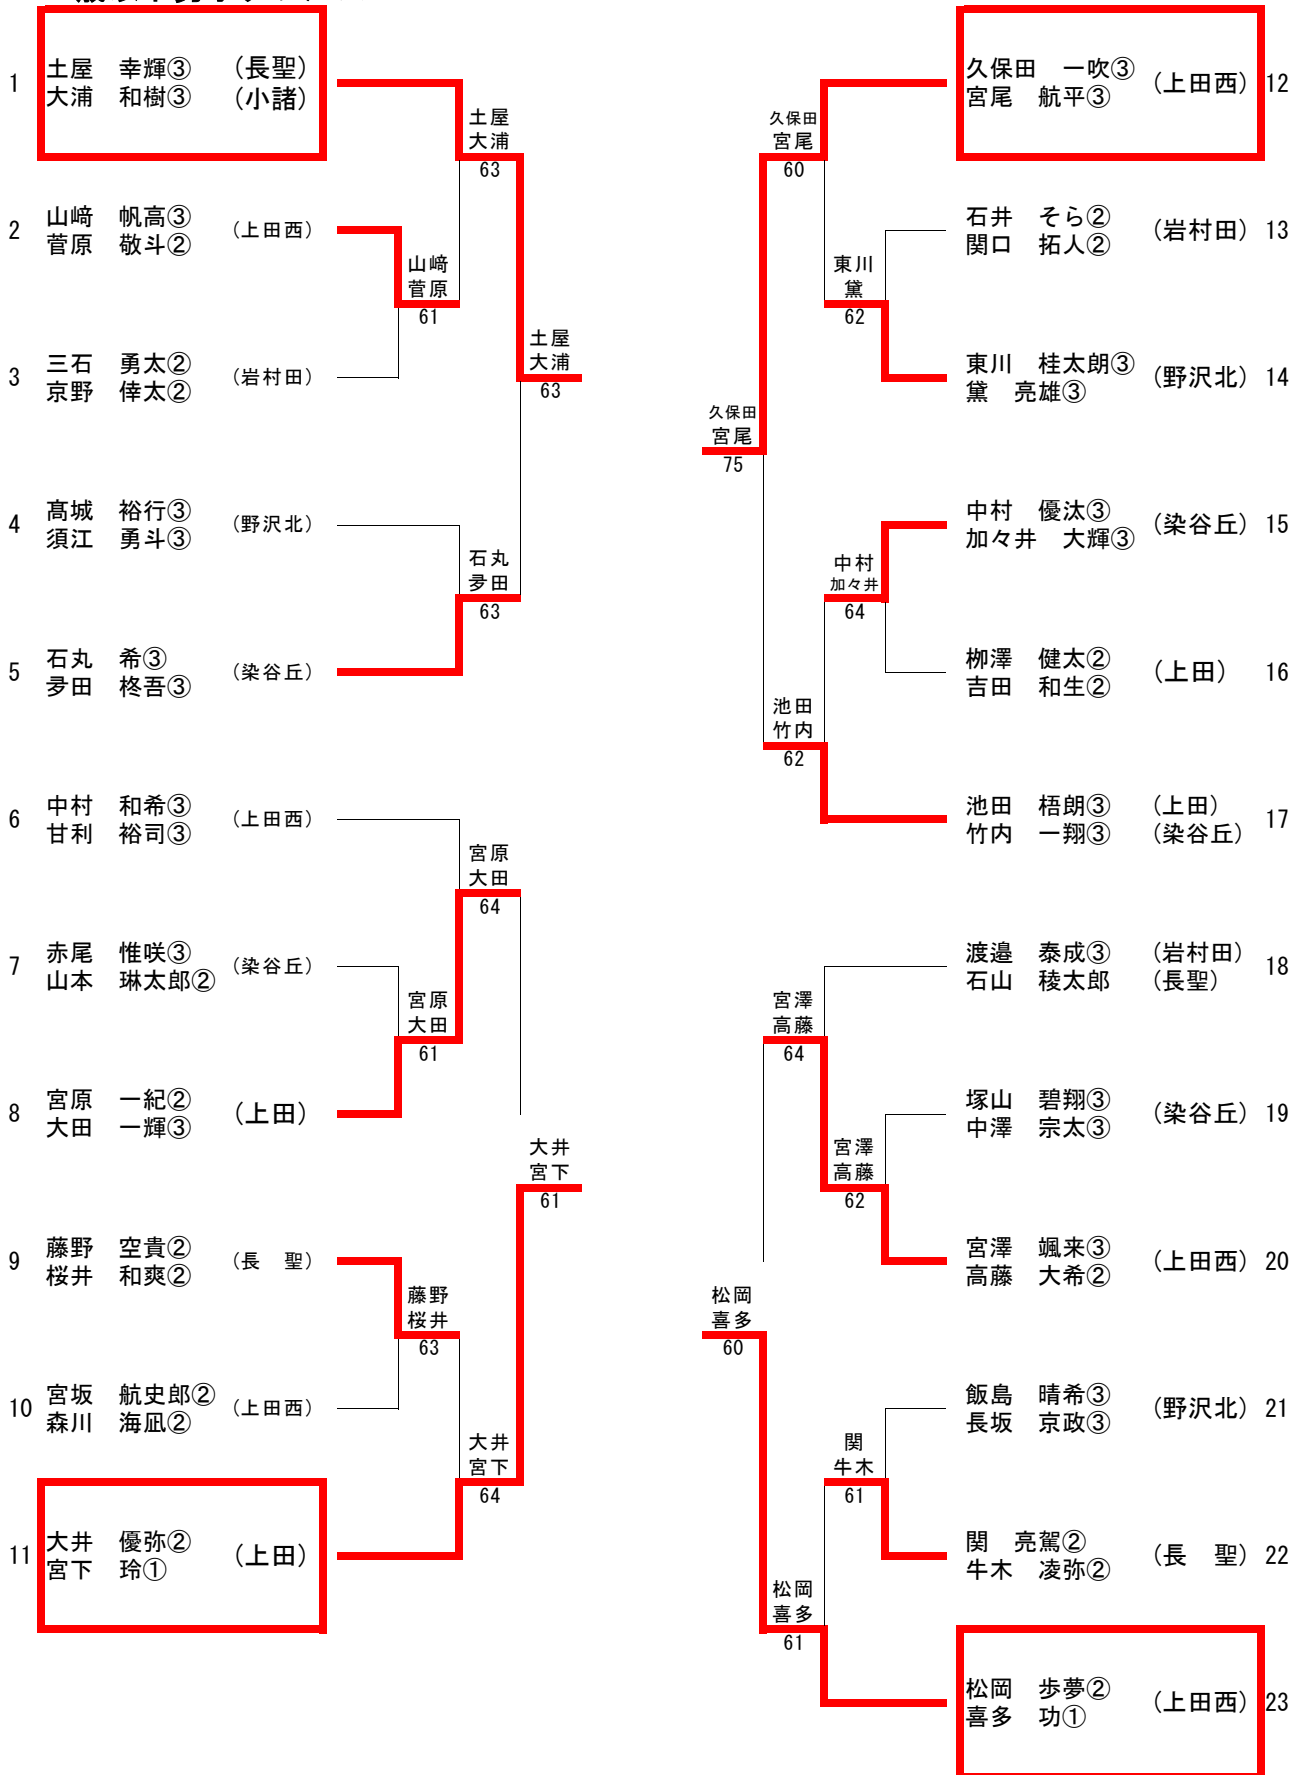 1 土屋　幸輝③ (長聖)
大浦　和樹③ (小諸)
2 山﨑　帆高③ (上田西)
菅原　敬斗②
3 三石　勇太② (岩村田)
京野　倖太②
4 髙城　裕行③ (野沢北)
須江　勇斗③
5 石丸　希③ (染谷丘)
夛田　柊吾③
6 中村　和希③ (上田西)
甘利　裕司③
7 赤尾　惟咲③ (染谷丘)
山本　琳太郎②
8 宮原　一紀② (上田)
大田　一輝③
9 藤野　空貴② (長　聖)
桜井　和爽②
10 宮坂　航史郎② (上田西)
森川　海凪②
11 大井　優弥② (上田)
宮下　玲①
土屋
大浦
63
山﨑
菅原
61
土屋
大浦
63
石丸
夛田
63
宮原
大田
64
宮原
大田
61
大井
宮下
61
藤野
桜井
63
大井
宮下
64
久保田
宮尾
60
東川
黛
62
久保田
宮尾
75
中村
加々井
64
池田
竹内
62
宮澤
高藤
64
宮澤
高藤
62
松岡
喜多
60
関
牛木
61
松岡
喜多
61
久保田　一吹③ (上田西) 12
宮尾　航平③
石井　そら② (岩村田) 13
関口　拓人②
東川　桂太朗③ (野沢北) 14
黛　亮雄③
中村　優汰③ (染谷丘) 15
加々井　大輝③
栁澤　健太② (上田) 16
吉田　和生②
池田　梧朗③ (上田) 17
竹内　一翔③ (染谷丘)
渡邉　泰成③ (岩村田) 18
石山　稜太郎 (長聖)
塚山　碧翔③ (染谷丘) 19
中澤　宗太③
宮澤　颯来③ (上田西) 20
高藤　大希②
飯島　晴希③ (野沢北) 21
長坂　京政③
関　亮駕② (長　聖) 22
牛木　凌弥②
松岡　歩夢② (上田西) 23
喜多　功①